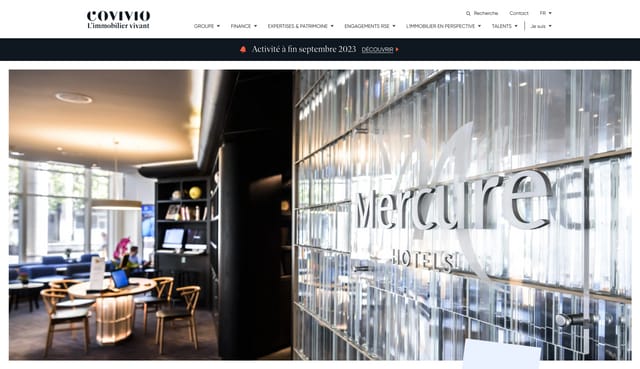 COVIVIO
L'immobilier vivant
Recherche
Contact
FR
GROUPE
FINANCE
EXPERTISES & PATRIMOINE
ENGAGEMENTS RSE
L'IMMOBILIER EN PERSPECTIVE
TALENTS
Je suis
Activité à fin septembre 2023 DÉCOUVRIR
Mercure
HOTELS